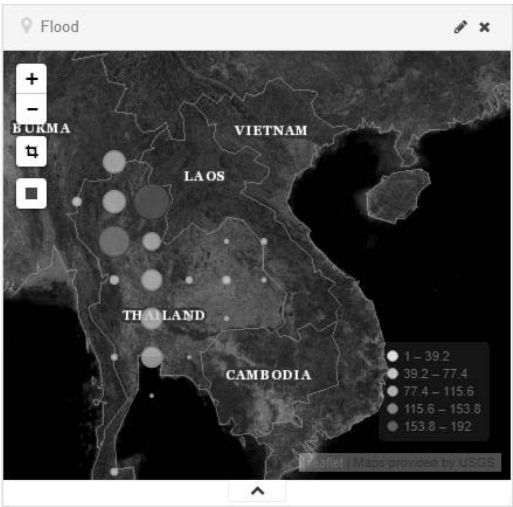 Flood
+
−
BURMA
VIETNAM
LAOS
THAILAND
CAMBODIA
1 – 39.2
39.2 – 77.4
77.4 – 115.6
115.6 – 153.8
153.8 – 192
Leaflet | Maps provided by USGS